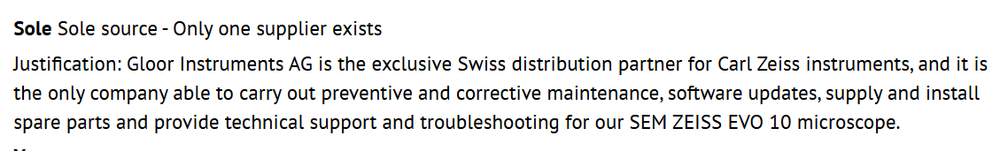 Sole Sole source - Only one supplier exists
Justification: Gloor Instruments AG is the exclusive Swiss distribution partner for Carl Zeiss instruments, and it is
the only company able to carry out preventive and corrective maintenance, software updates, supply and install
spare parts and provide technical support and troubleshooting for our SEM ZEISS EVO 10 microscope.